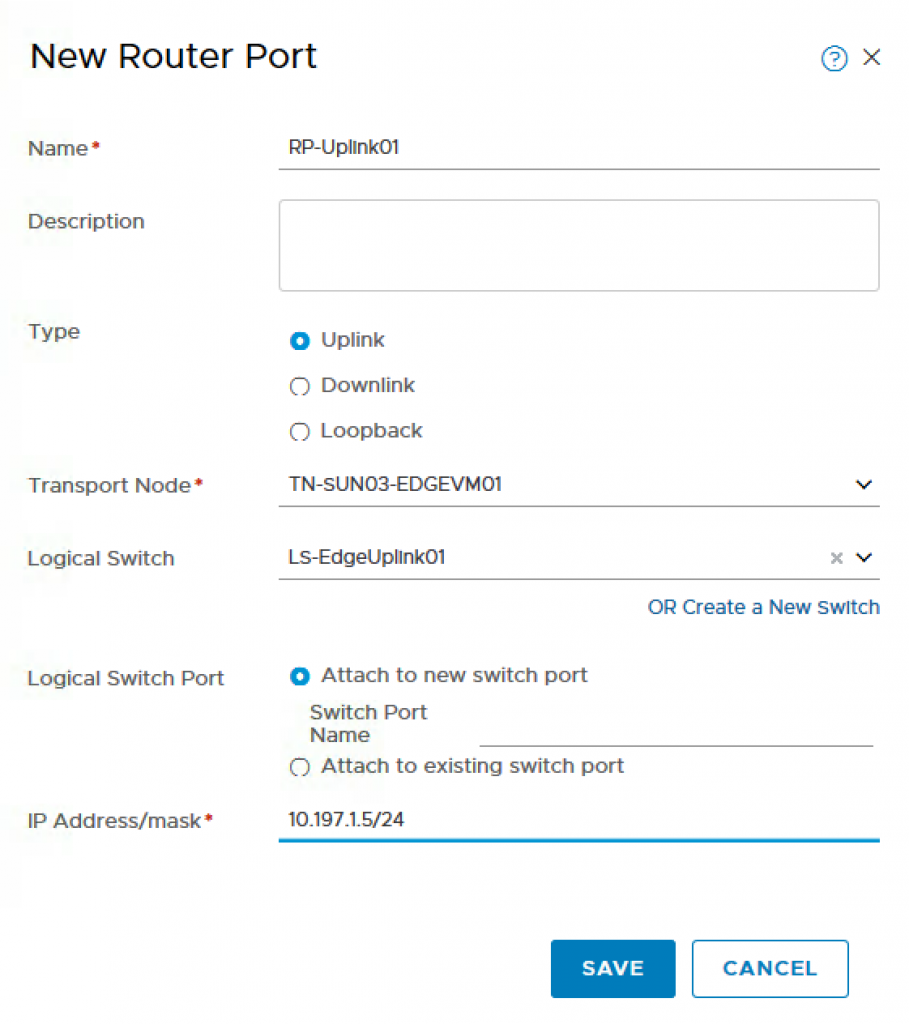 New Router Port
?
Name*
RP-Uplink01
Description
Type
Uplink
Downlink
Loopback
Transport Node*
TN-SUN03-EDGEVM01
Logical Switch
Ls-EdgeUplink01
OR Create a New Switch
Logical Switch Port
Attach to new switch port
Switch Port
Name
Attach to existing switch port
IP Address/mask*
10.197.1.5/24
SAVE
CANCEL